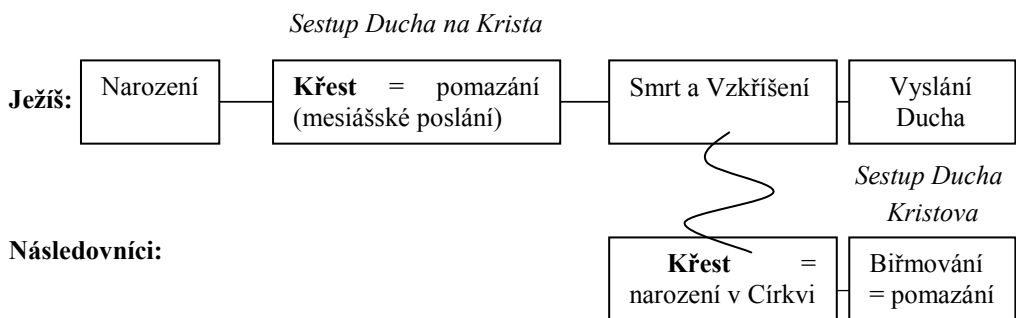 Sestup Ducha na Krista
Ježíš:
Narození
Křest = pomazání
(mesiášské poslání)
Smrt a Vzkříšení
Vyslání
Ducha
Sestup Ducha
Kristova
Následovníci:
Křest =
narození v Církvi
Biřmování
= pomazání